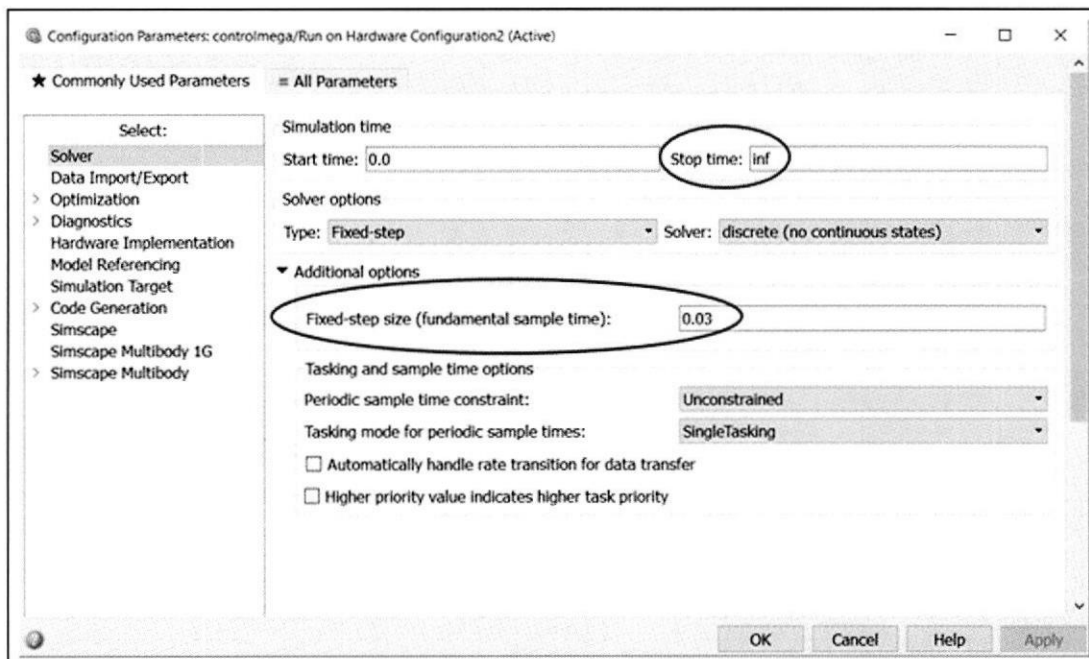 Configuration Parameters: controlmega/Run on Hardware Configuration2 (Active)
★ Commonly Used Parameters
≡ All Parameters
Select:
Solver
Data Import/Export
> Optimization
> Diagnostics
Hardware Implementation
Model Referencing
Simulation Target
> Code Generation
Simscape
Simscape Multibody 1G
> Simscape Multibody
Simulation time
Start time: 0.0
Stop time: inf
Solver options
Type: Fixed-step
Solver: discrete (no continuous states)
Additional options
Fixed-step size (fundamental sample time): 0.03
Tasking and sample time options
Periodic sample time constraint: Unconstrained
Tasking mode for periodic sample times: SingleTasking
Automatically handle rate transition for data transfer
Higher priority value indicates higher task priority
OK
Cancel
Help
Apply